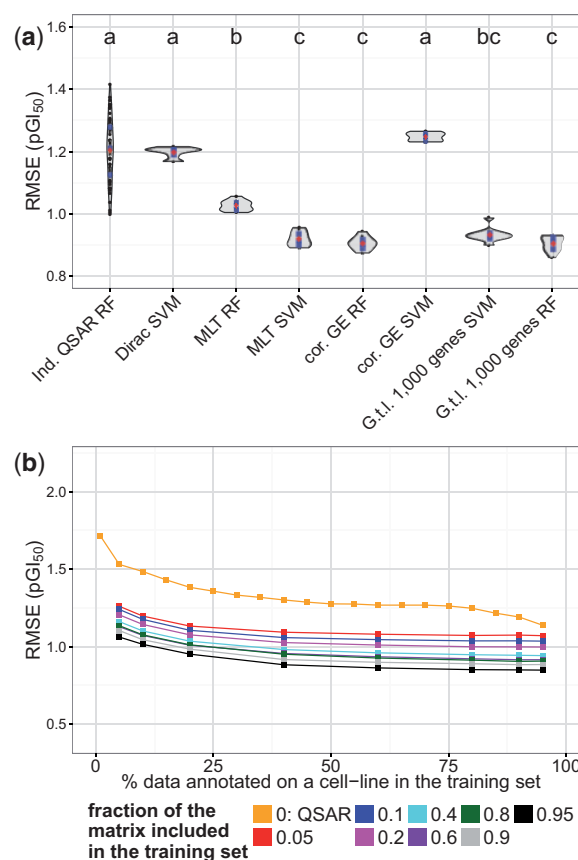 (a)
a a b c c a bc c
1.6
1.4
1.2
1.0
0.8
RMSE (pGI50)
Ind. QSAR RF
Dirac SVM
MLT RF
MLT SVM
cor. GE RF
cor. GE SVM
G.t.l. 1,000 genes SVM
G.t.l. 1,000 genes RF
(b)
2.0
1.5
1.0
0.5
RMSE (pGI50)
0 25 50 75 100
% data annotated on a cell−line in the training set
fraction of the
matrix included
in the training set
0: QSAR 0.1 0.4 0.8 0.95
0.05 0.2 0.6 0.9